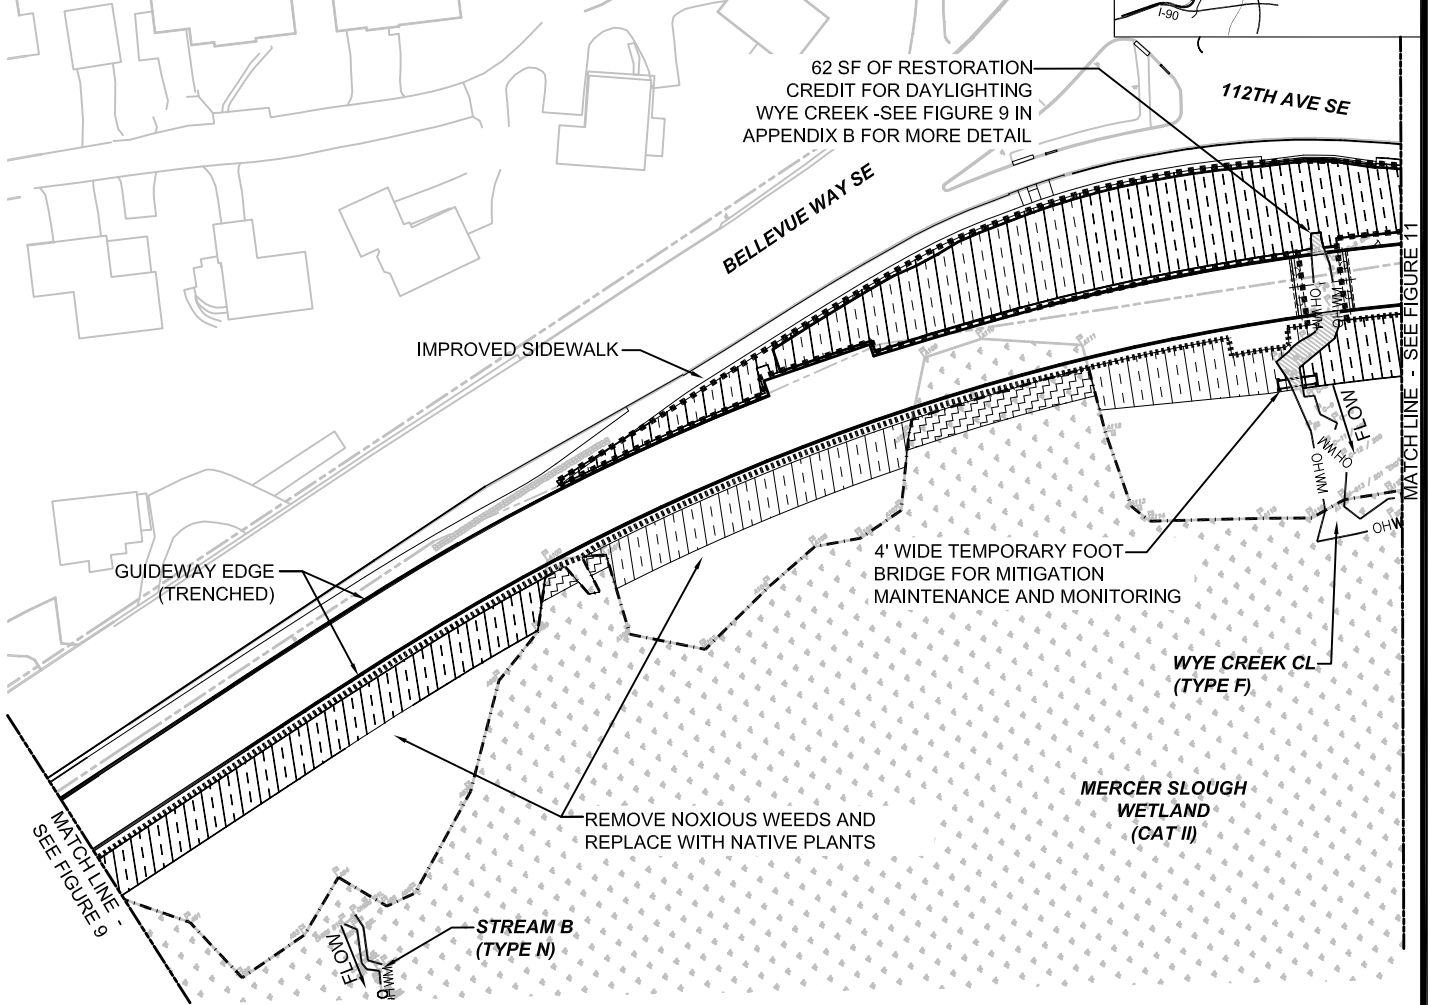 I-90
62 SF OF RESTORATION
CREDIT FOR DAYLIGHTING
WYE CREEK -SEE FIGURE 9 IN
APPENDIX B FOR MORE DETAIL
112TH AVE SE
BELLEVUE WAY SE
IMPROVED SIDEWALK
MATCH LINE - SEE FIGURE 11
OHWM
OHWM
FLOW
OHWM
OHWM
GUIDEWAY EDGE
(TRENCHED)
4' WIDE TEMPORARY FOOT
BRIDGE FOR MITIGATION
MAINTENANCE AND MONITORING
WYE CREEK CL
(TYPE F)
MERCER SLOUGH
WETLAND
(CAT II)
REMOVE NOXIOUS WEEDS AND
REPLACE WITH NATIVE PLANTS
MATCH LINE -
SEE FIGURE 9
STREAM B
(TYPE N)
FLOW